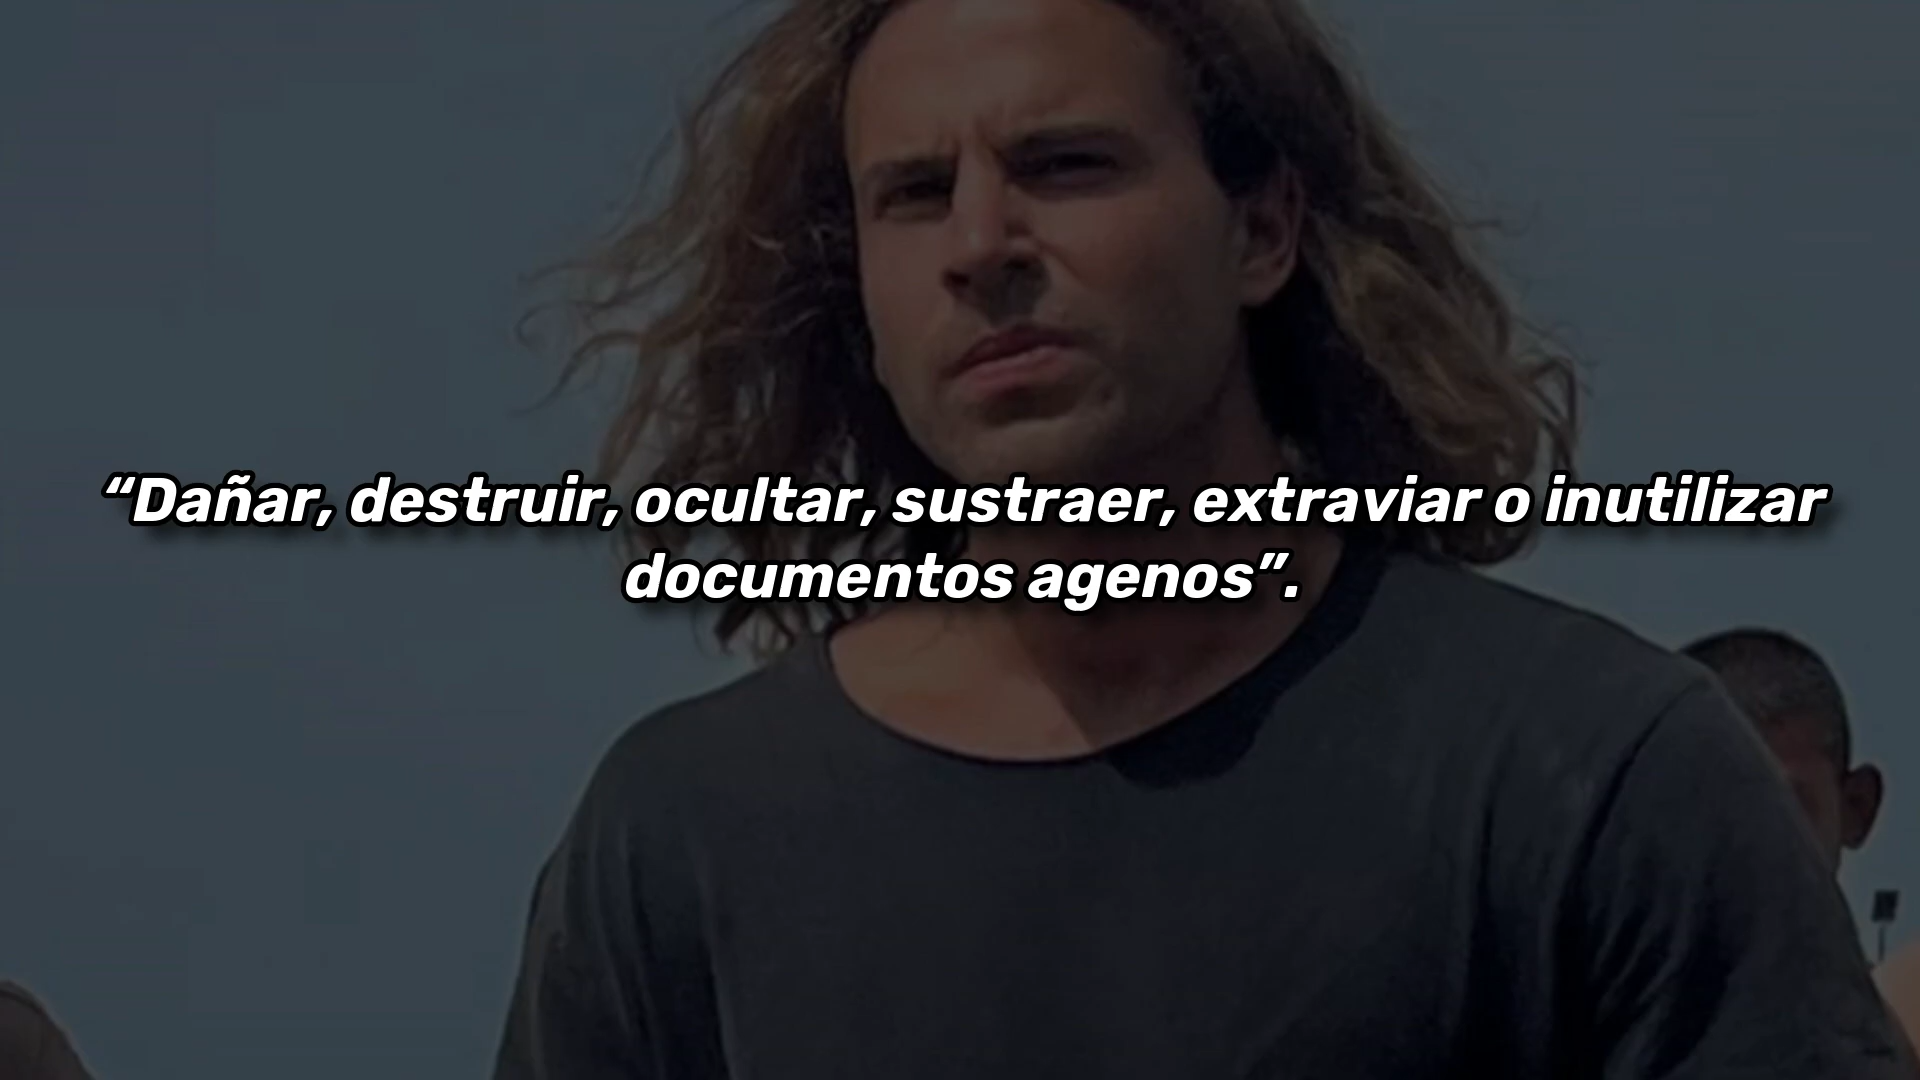 “Dañar, destruir, ocultar, sustraer, extraviar o inutilizar
documentos agenos”.